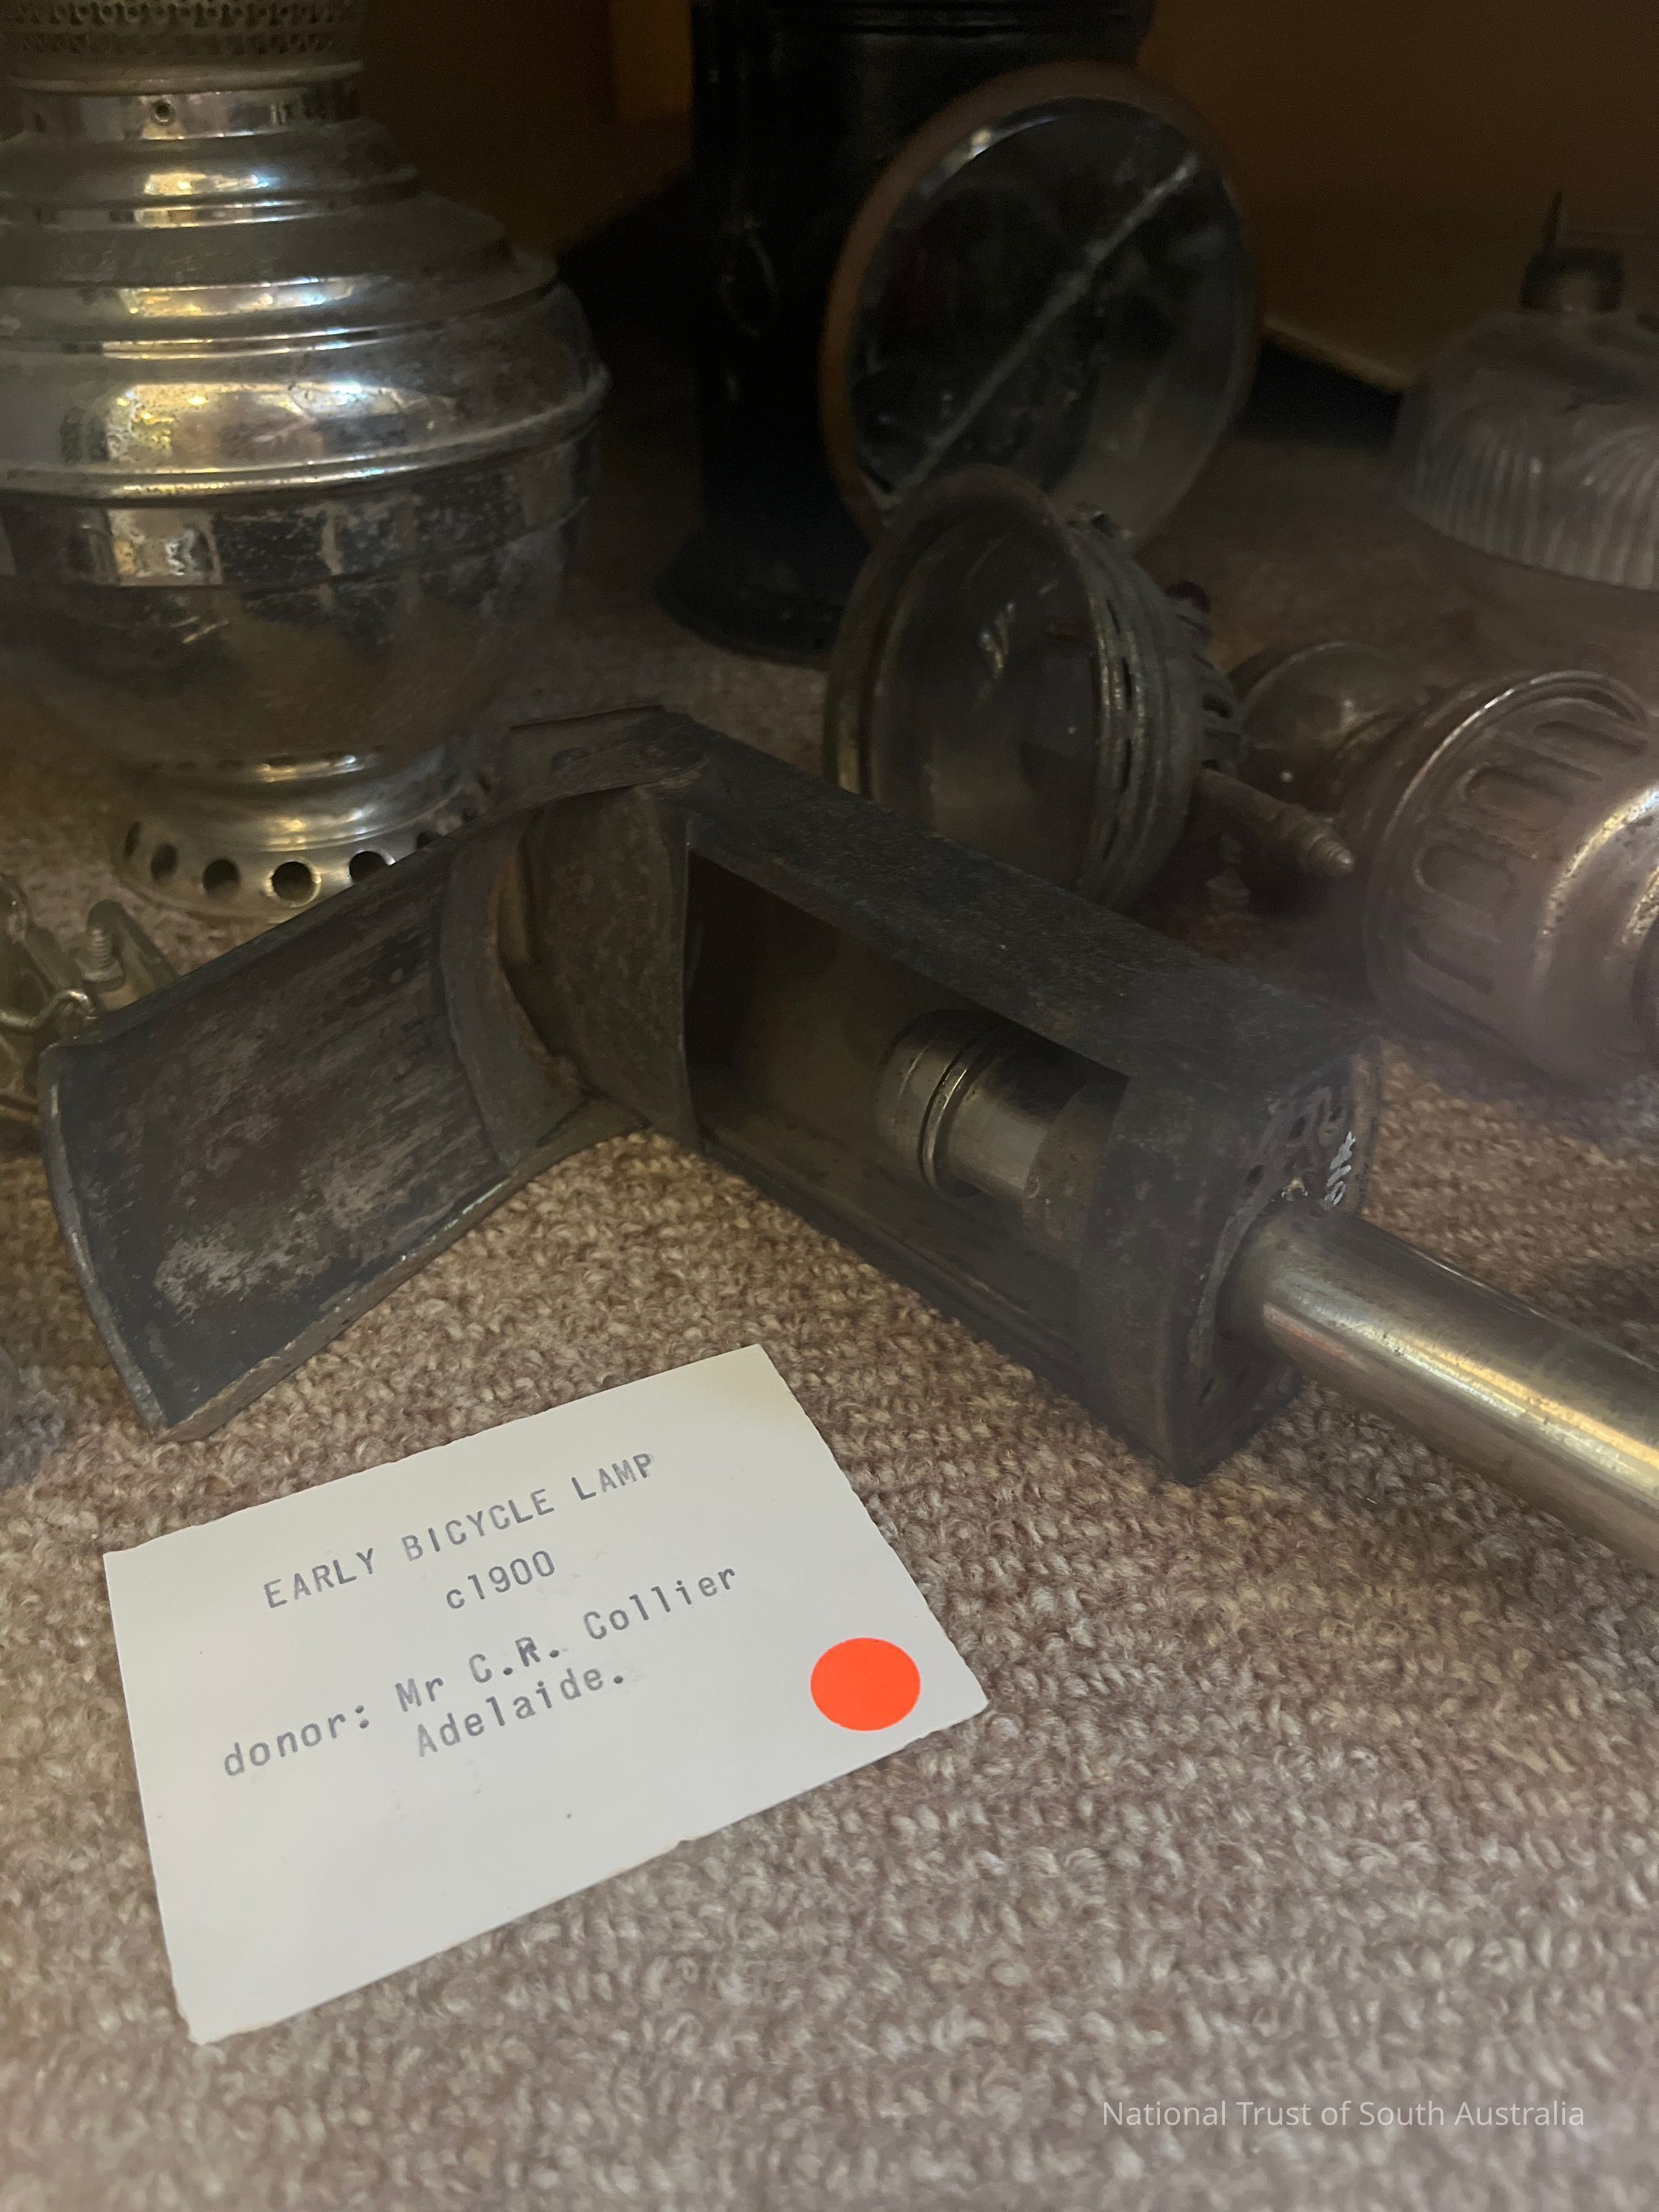 EARLY BICYCLE LAMP
c1900
donor: Mr C.R. Collier
Adelaide.
National Trust of South Australia